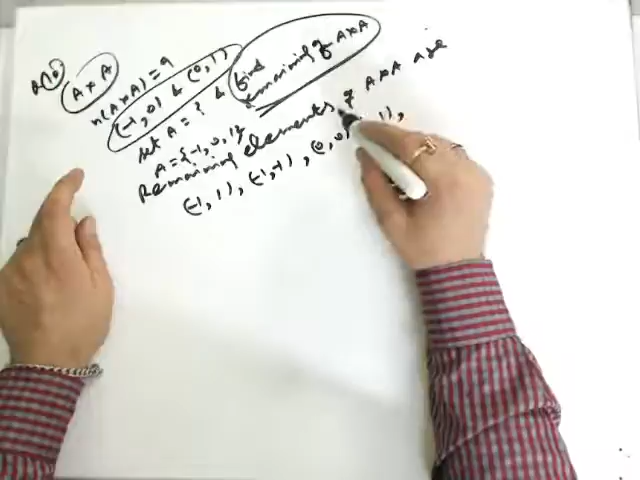 A × A
n(A×A) = 9
(-1, 0) & (0, 1)
set A = ? & find
remaining of A×A
A = {-1, 0, 1}
Remaining elements of A×A are
(-1, 1), (-1, -1), (0, 0) 1),